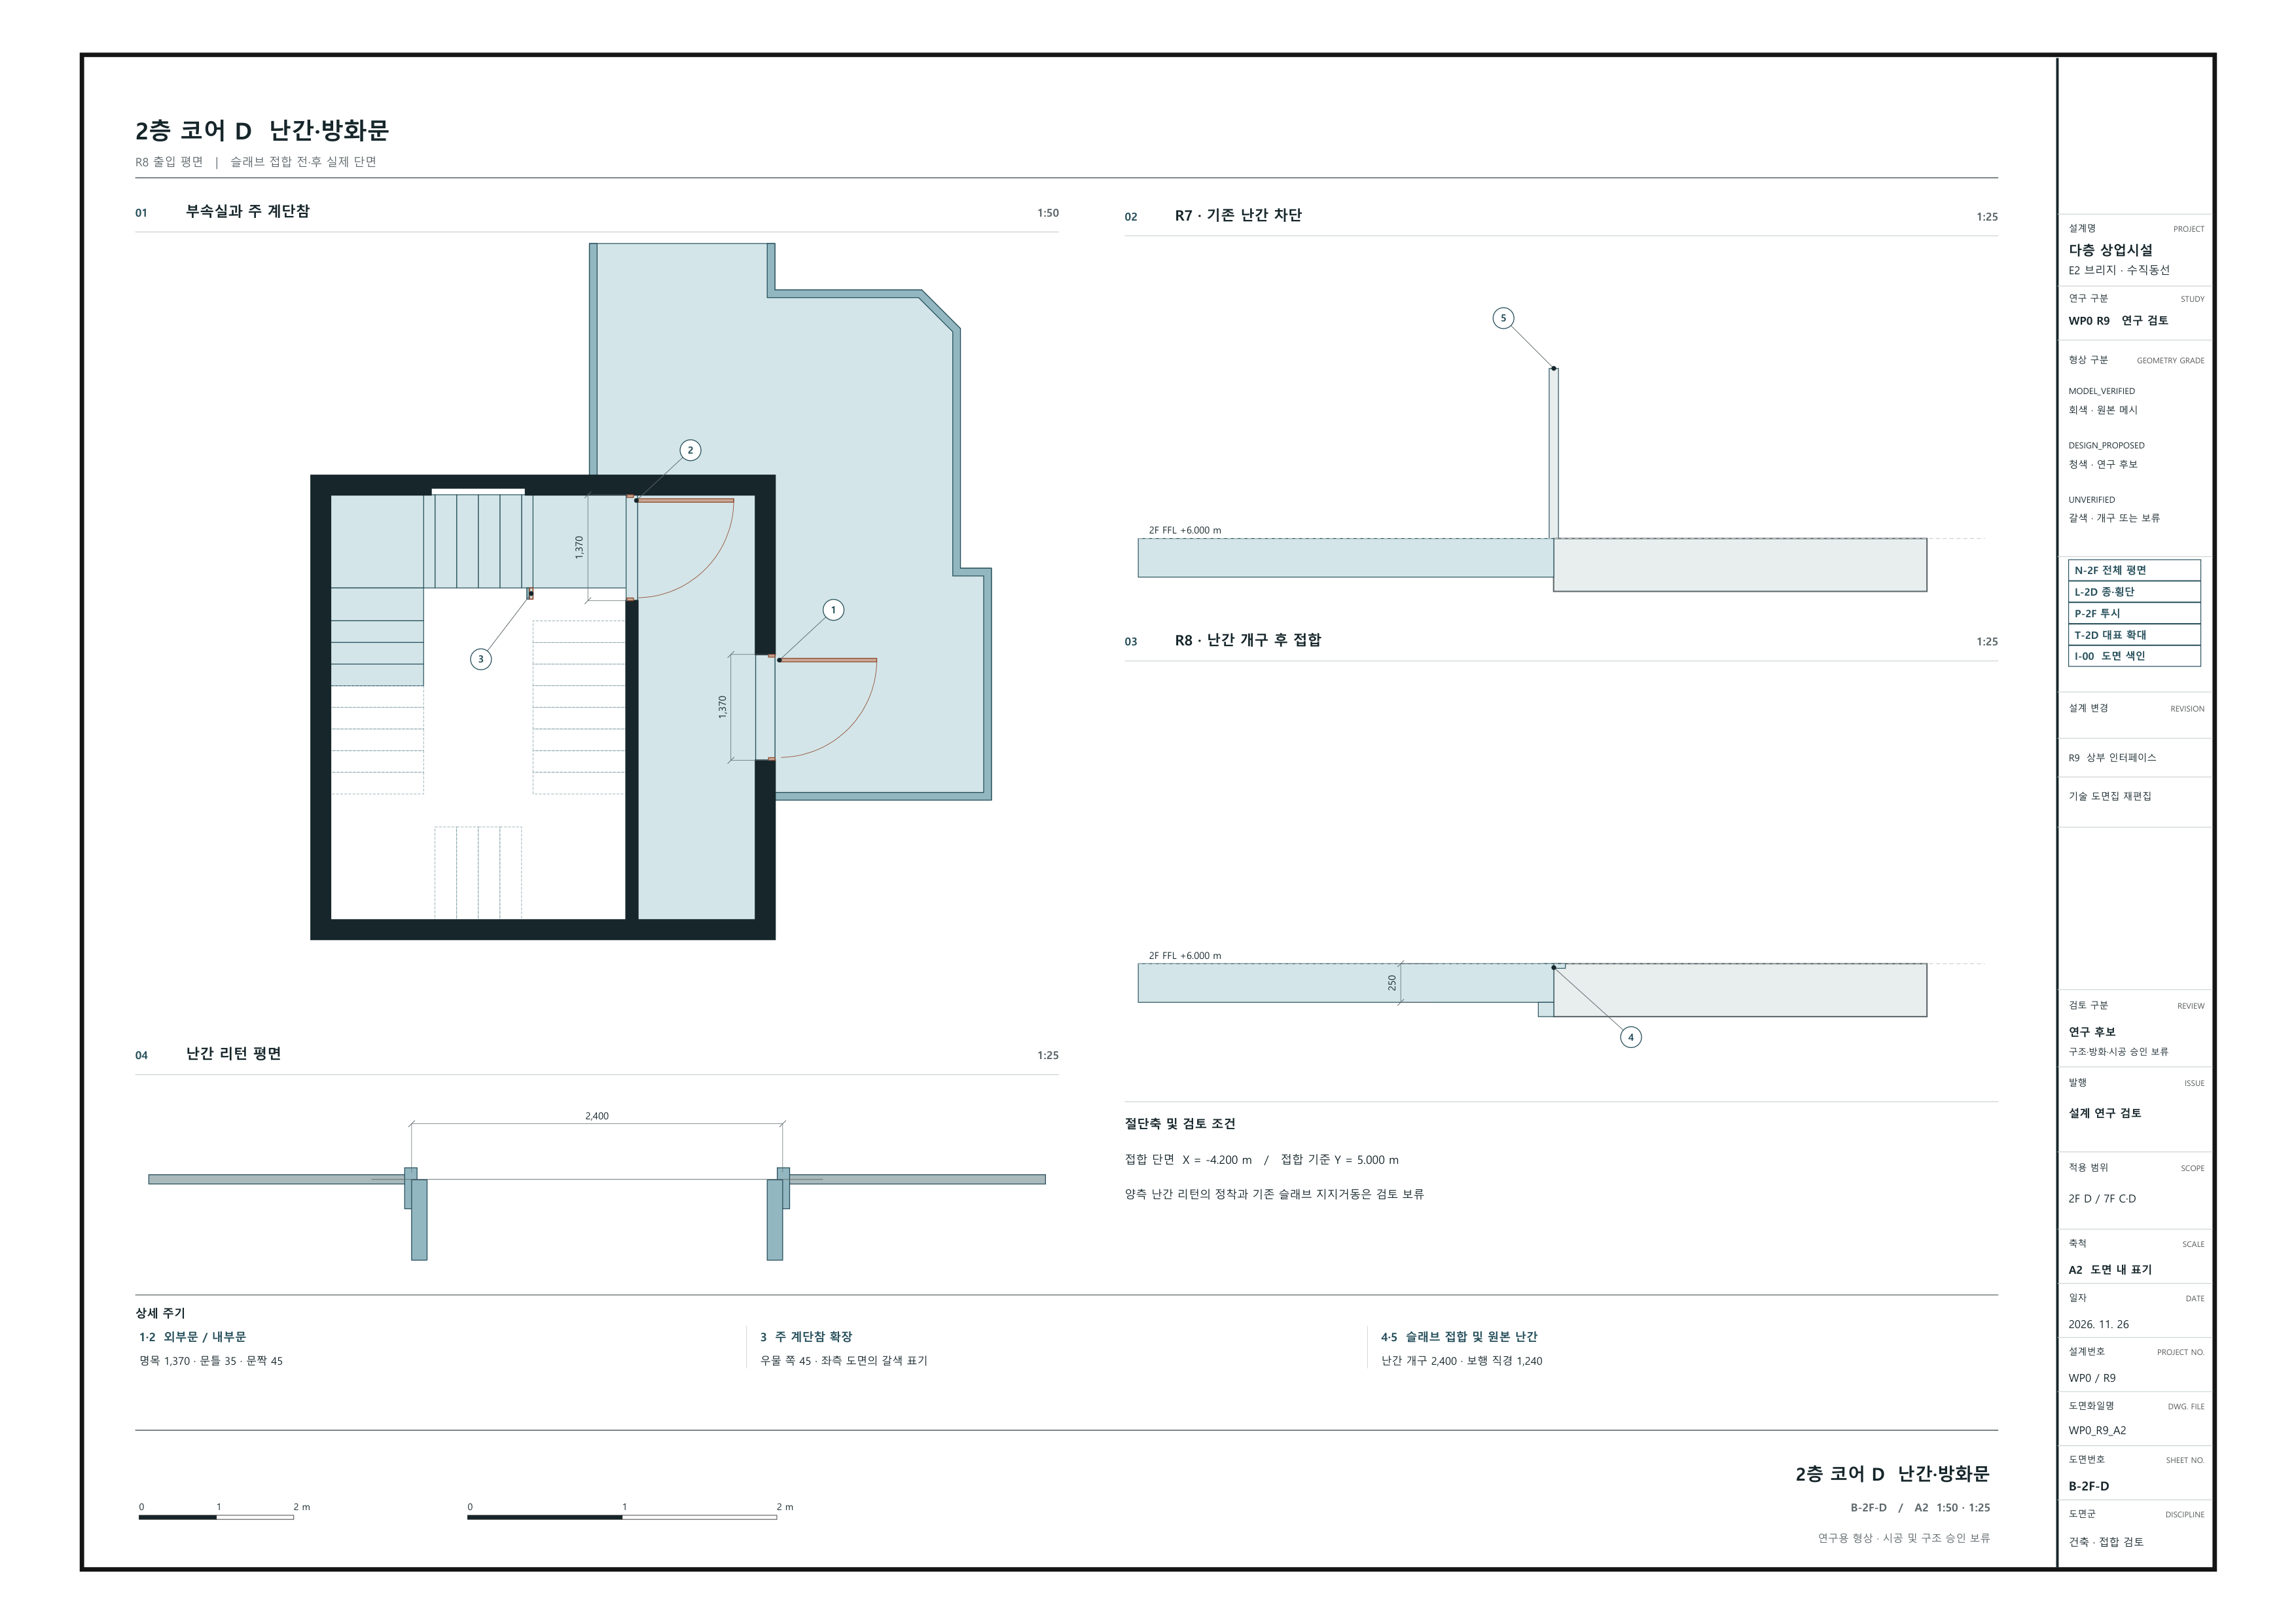 2층 코어 D 난간·방화문
R8 출입 평면 | 슬래브 접합 전·후 실제 단면
01 부속실과 주 계단참 1:50
2
1,370
1
3
1,370
02 R7 · 기존 난간 차단 1:25
5
2F FFL +6.000 m
03 R8 · 난간 개구 후 접합 1:25
2F FFL +6.000 m
250
4
04 난간 리턴 평면 1:25
2,400
절단축 및 검토 조건
접합 단면 X = -4.200 m / 접합 기준 Y = 5.000 m
양측 난간 리턴의 정착과 기존 슬래브 지지거동은 검토 보류
상세 주기
1·2 외부문 / 내부문
명목 1,370 · 문틀 35 · 문짝 45
3 주 계단참 확장
우물 쪽 45 · 좌측 도면의 갈색 표기
4·5 슬래브 접합 및 원본 난간
난간 개구 2,400 · 보행 직경 1,240
0 1 2 m
0 1 2 m
2층 코어 D 난간·방화문
B-2F-D / A2 1:50 · 1:25
연구용 형상 · 시공 및 구조 승인 보류
설계명 PROJECT
다층 상업시설
E2 브리지 · 수직동선
연구 구분 STUDY
WP0 R9 연구 검토
형상 구분 GEOMETRY GRADE
MODEL_VERIFIED
회색 · 원본 메시
DESIGN_PROPOSED
청색 · 연구 후보
UNVERIFIED
갈색 · 개구 또는 보류
N-2F 전체 평면
L-2D 종·횡단
P-2F 투시
T-2D 대표 확대
I-00 도면 색인
설계 변경 REVISION
R9 상부 인터페이스
기술 도면집 재편집
검토 구분 REVIEW
연구 후보
구조·방화·시공 승인 보류
발행 ISSUE
설계 연구 검토
적용 범위 SCOPE
2F D / 7F C·D
축척 SCALE
A2 도면 내 표기
일자 DATE
2026. 11. 26
설계번호 PROJECT NO.
WP0 / R9
도면화일명 DWG. FILE
WP0_R9_A2
도면번호 SHEET NO.
B-2F-D
도면군 DISCIPLINE
건축 · 접합 검토